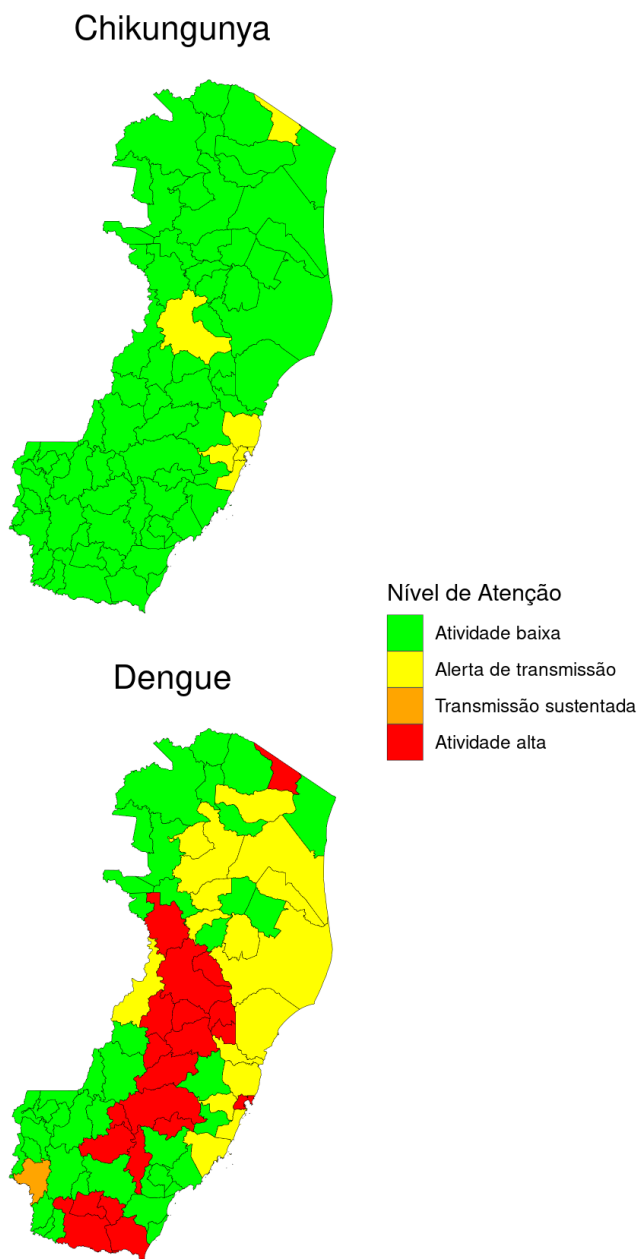 Chikungunya
Nível de Atenção
Atividade baixa
Alerta de transmissão
Transmissão sustentada
Atividade alta
Dengue